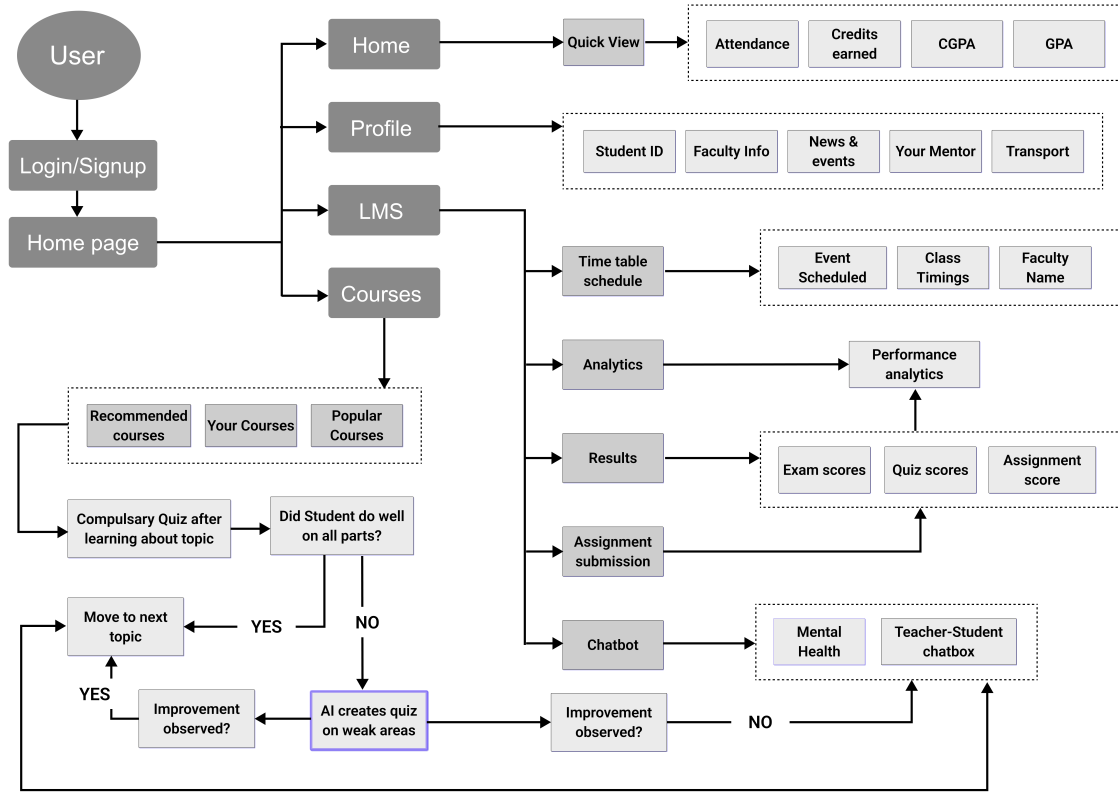 User
Login/Signup
Home page
Home
Profile
LMS
Courses
Quick View
Attendance
Credits
earned
CGPA
GPA
Student ID
Faculty Info
News &
events
Your Mentor
Transport
Time table
schedule
Event
Scheduled
Class
Timings
Faculty
Name
Analytics
Performance
analytics
Results
Exam scores
Quiz scores
Assignment
score
Assignment
submission
Chatbot
Mental
Health
Teacher-Student
chatbox
Recommended
courses
Your Courses
Popular
Courses
Compulsary Quiz after
learning about topic
Did Student do well
on all parts?
Move to next
topic
YES
NO
YES
Improvement
observed?
AI creates quiz
on weak areas
Improvement
observed?
NO